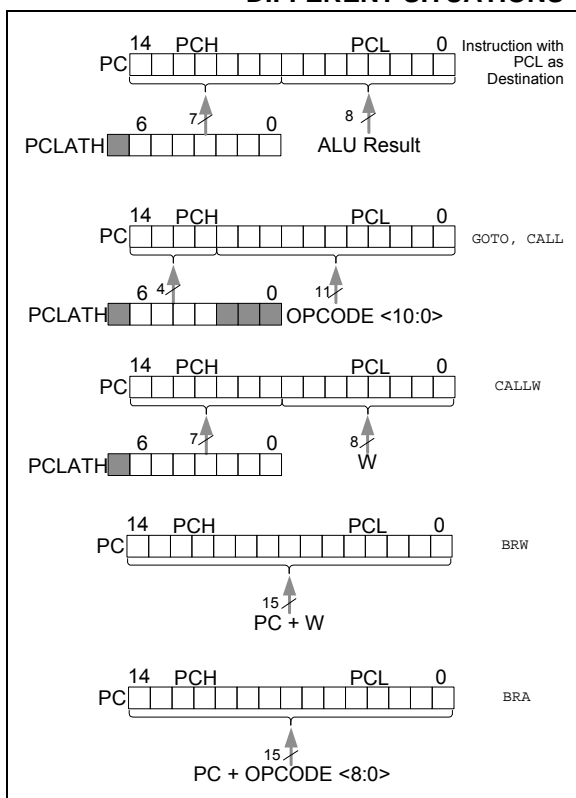 14 PCH PCL 0
Instruction with
PCL as
Destination
PC
7 8
6 0
PCLATH
ALU Result
14 PCH PCL 0
PC
GOTO, CALL
4 11
6 0
PCLATH
OPCODE <10:0>
14 PCH PCL 0
PC
CALLW
7 8
6 0
PCLATH
W
14 PCH PCL 0
PC
BRW
15
PC + W
14 PCH PCL 0
PC
BRA
15
PC + OPCODE <8:0>